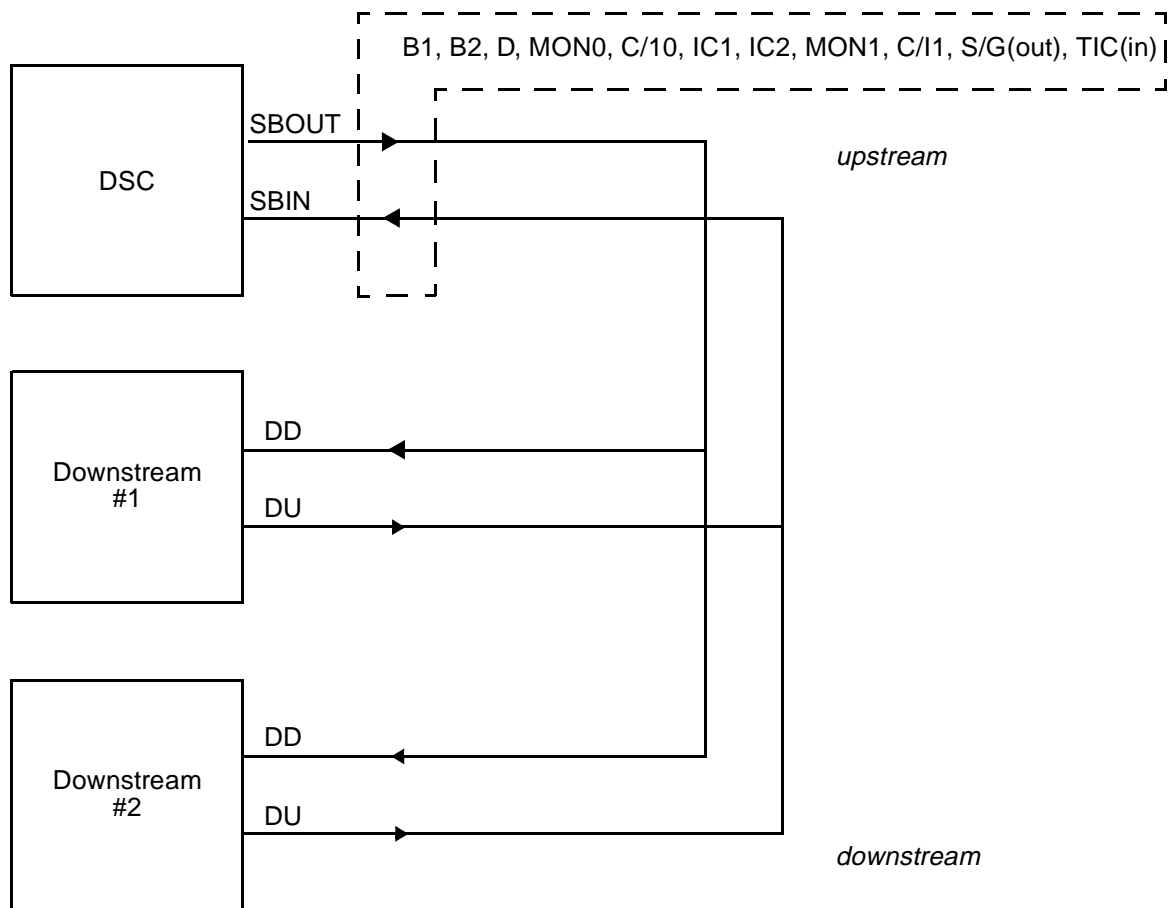 B1, B2, D, MON0, C/10, IC1, IC2, MON1, C/I1, S/G(out), TIC(in)
SBOUT
upstream
DSC
SBIN
DD
Downstream
#1
DU
DD
Downstream
#2
DU
downstream